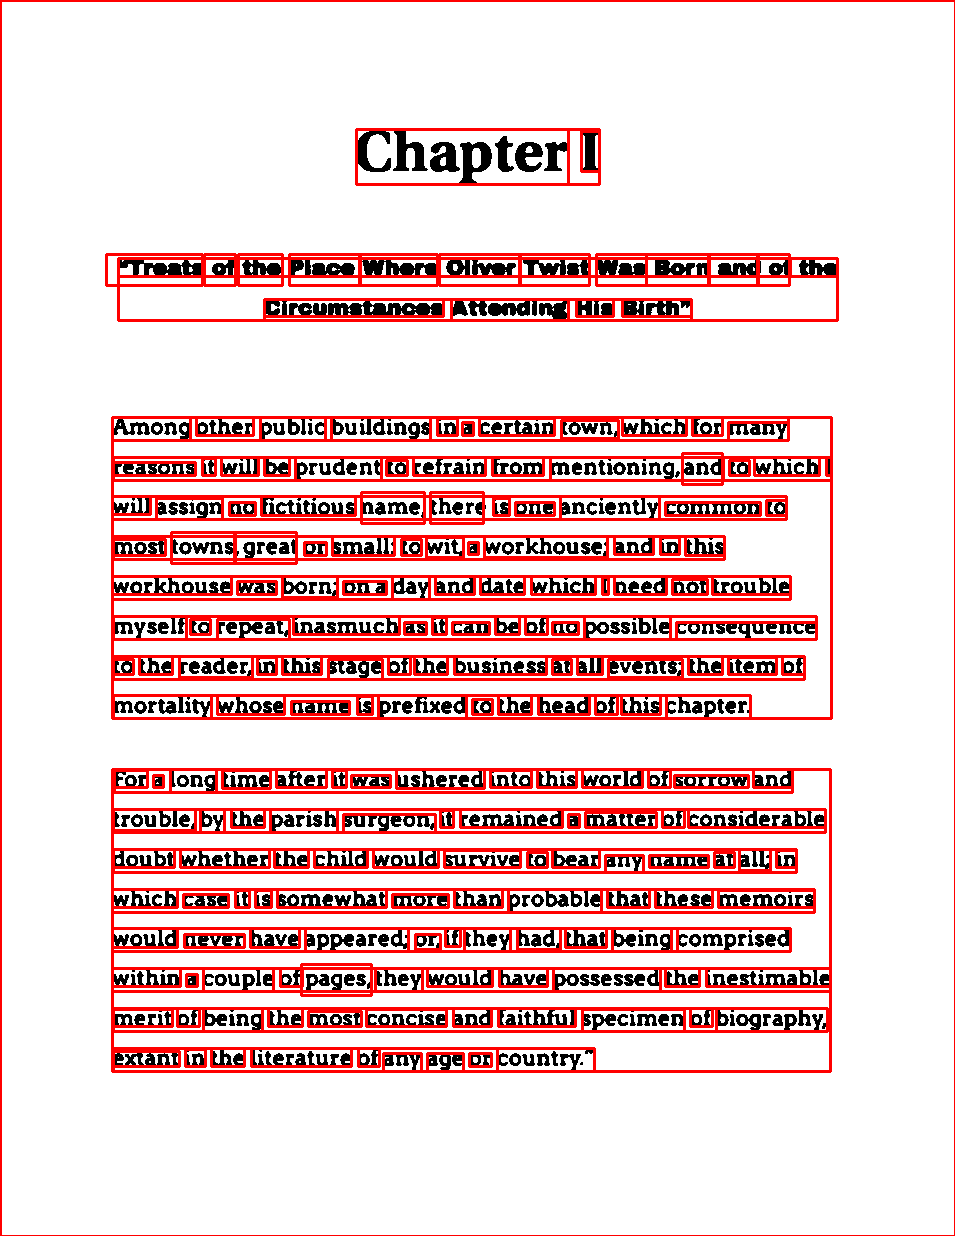 Chapter I
“Treats of the Place Where Oliver Twist Was Born and of the
Circumstances Attending His Birth”
Among other public buildings in a certain town, which for many
reasons it will be prudent to refrain from mentioning, and to which I
will assign no fictitious name, there is one anciently common to
most towns, great or small: to wit, a workhouse; and in this
workhouse was born; on a day and date which I need not trouble
myself to repeat, inasmuch as it can be of no possible consequence
to the reader, in this stage of the business at all events; the item of
mortality whose name is prefixed to the head of this chapter.
For a long time after it was ushered into this world of sorrow and
trouble, by the parish surgeon, it remained a matter of considerable
doubt whether the child would survive to bear any name at all; in
which case it is somewhat more than probable that these memoirs
would never have appeared; or, if they had, that being comprised
within a couple of pages, they would have possessed the inestimable
merit of being the most concise and faithful specimen of biography,
extant in the literature of any age or country.”